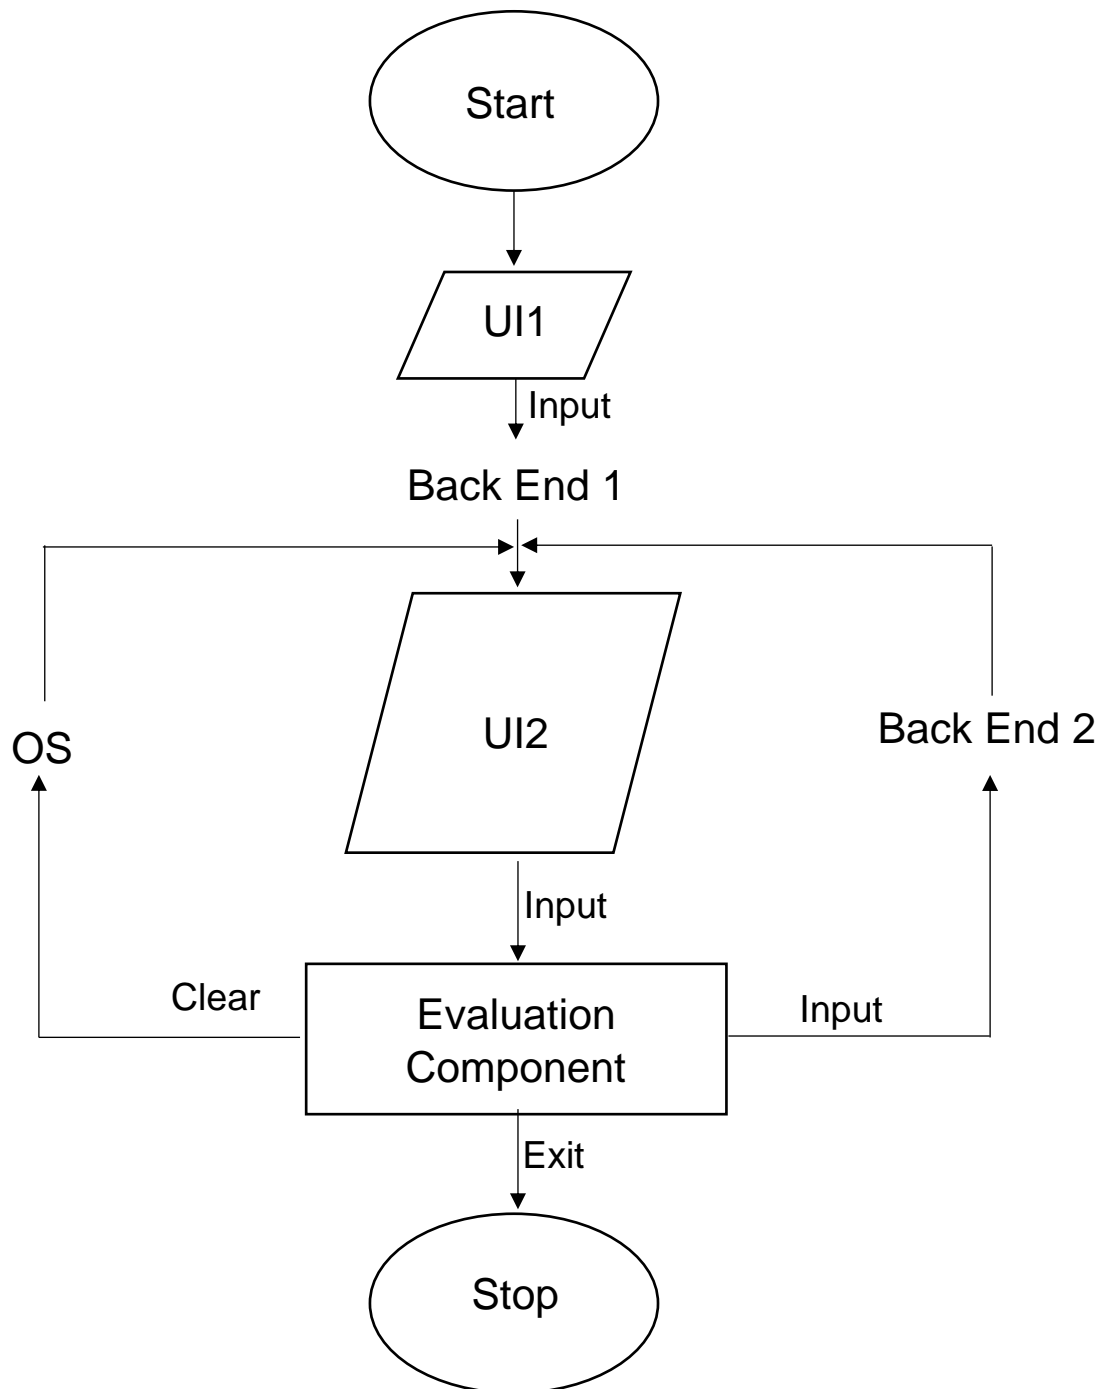 Start
UI1
Input
Back End 1
OS
UI2
Back End 2
Input
Clear
Evaluation
Component
Input
Exit
Stop